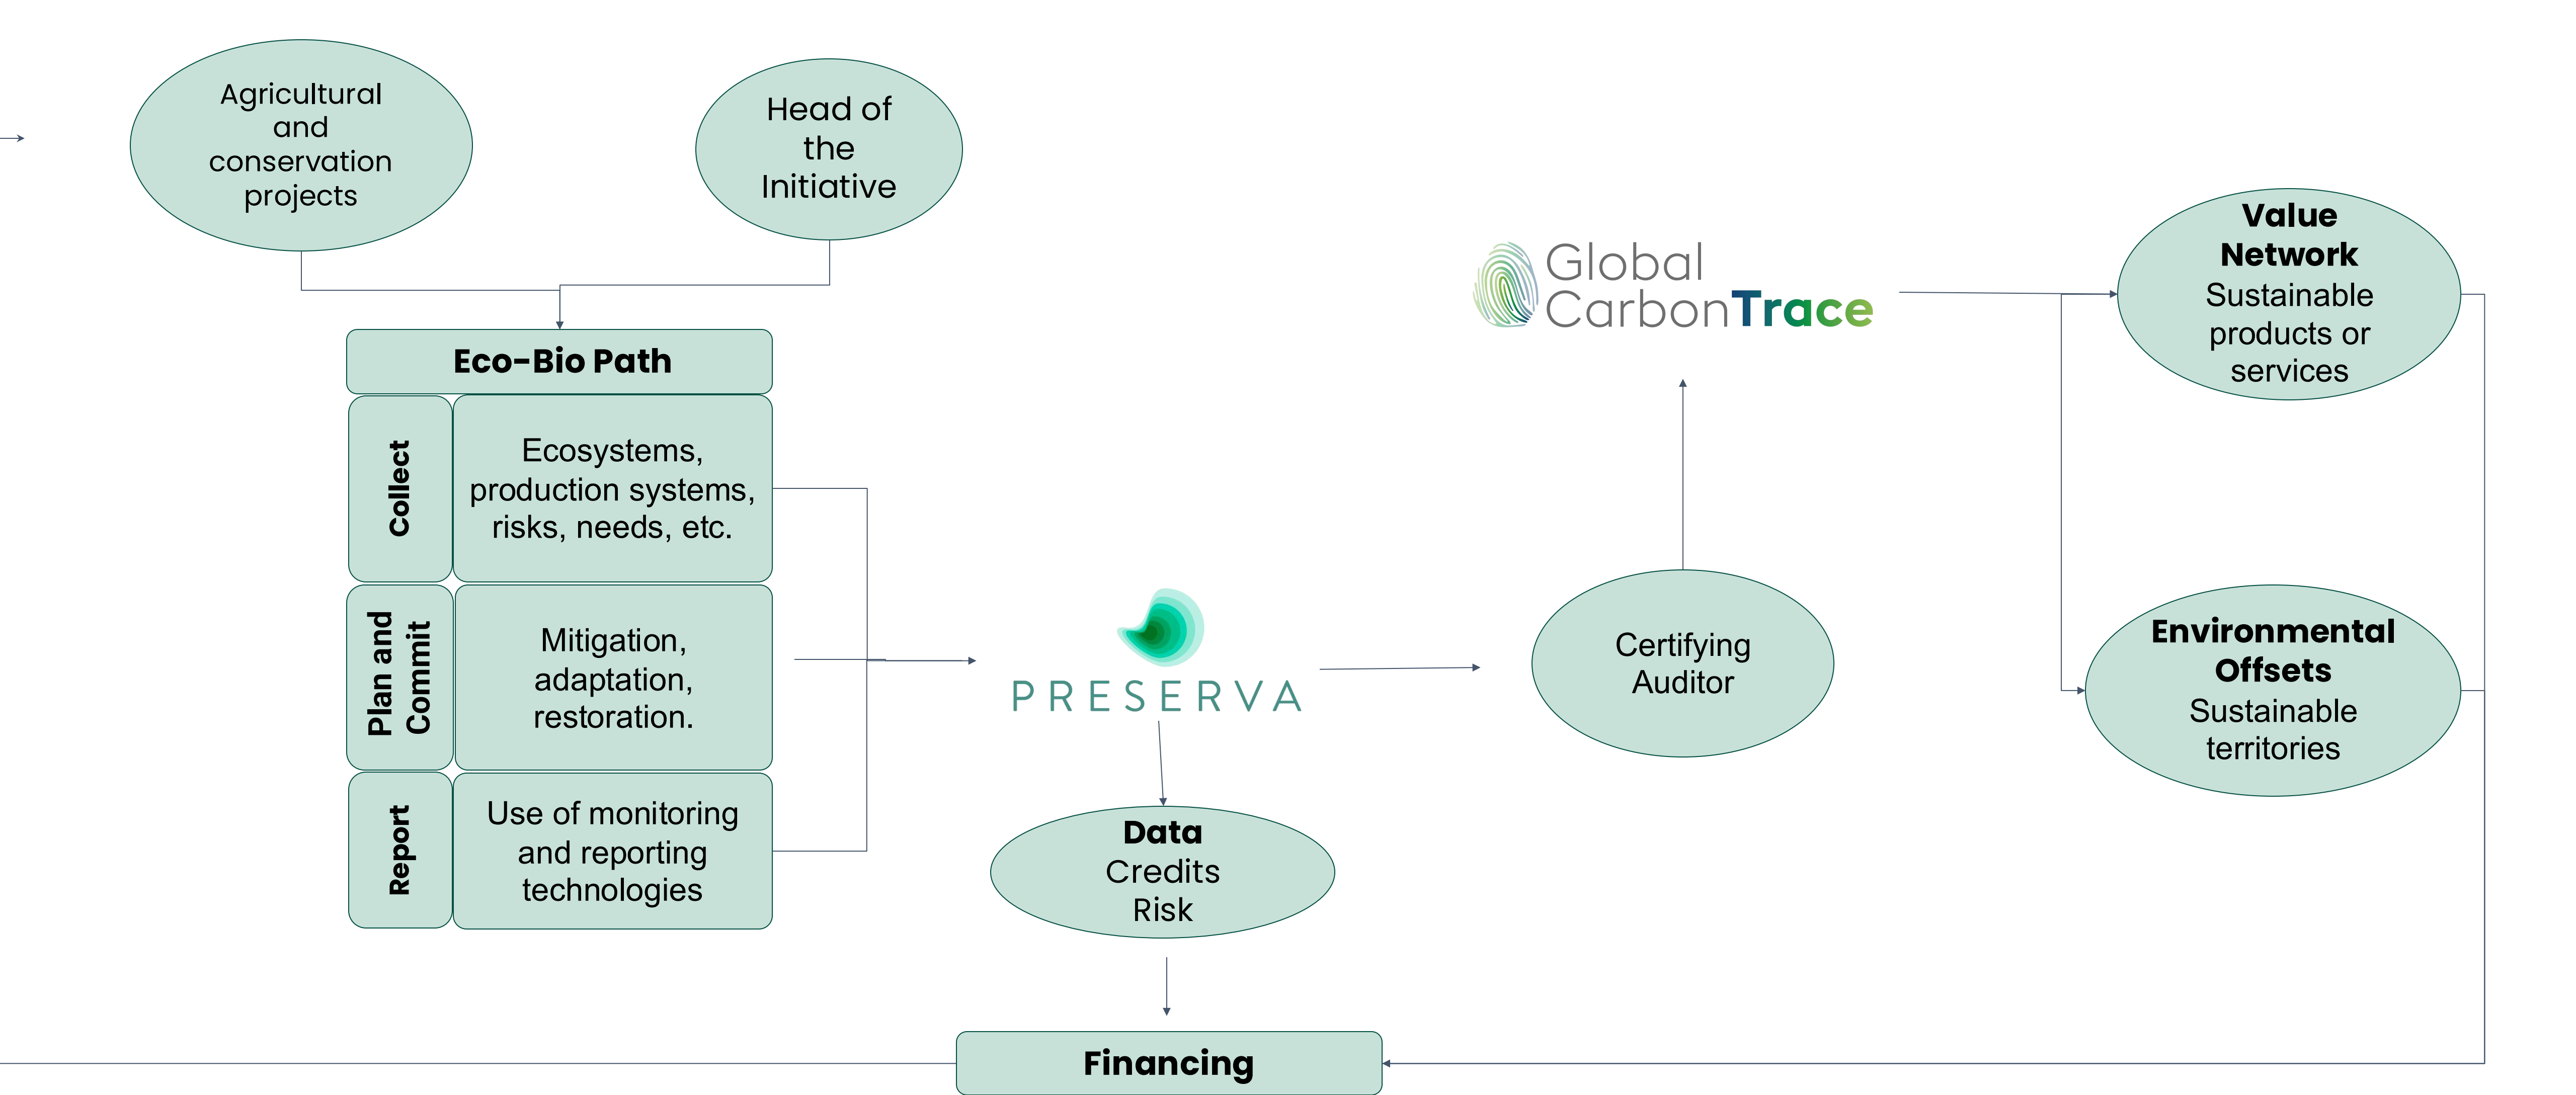 Agricultural
and
conservation
projects
Head of
the
Initiative
Eco-Bio Path
Collect
Ecosystems,
production systems,
risks, needs, etc.
Plan and
Commit
Mitigation,
adaptation,
restoration.
Report
Use of monitoring
and reporting
technologies
PRESERVA
Data
Credits
Risk
Financing
Certifying
Auditor
Global
CarbonTrace
Value
Network
Sustainable
products or
services
Environmental
Offsets
Sustainable
territories